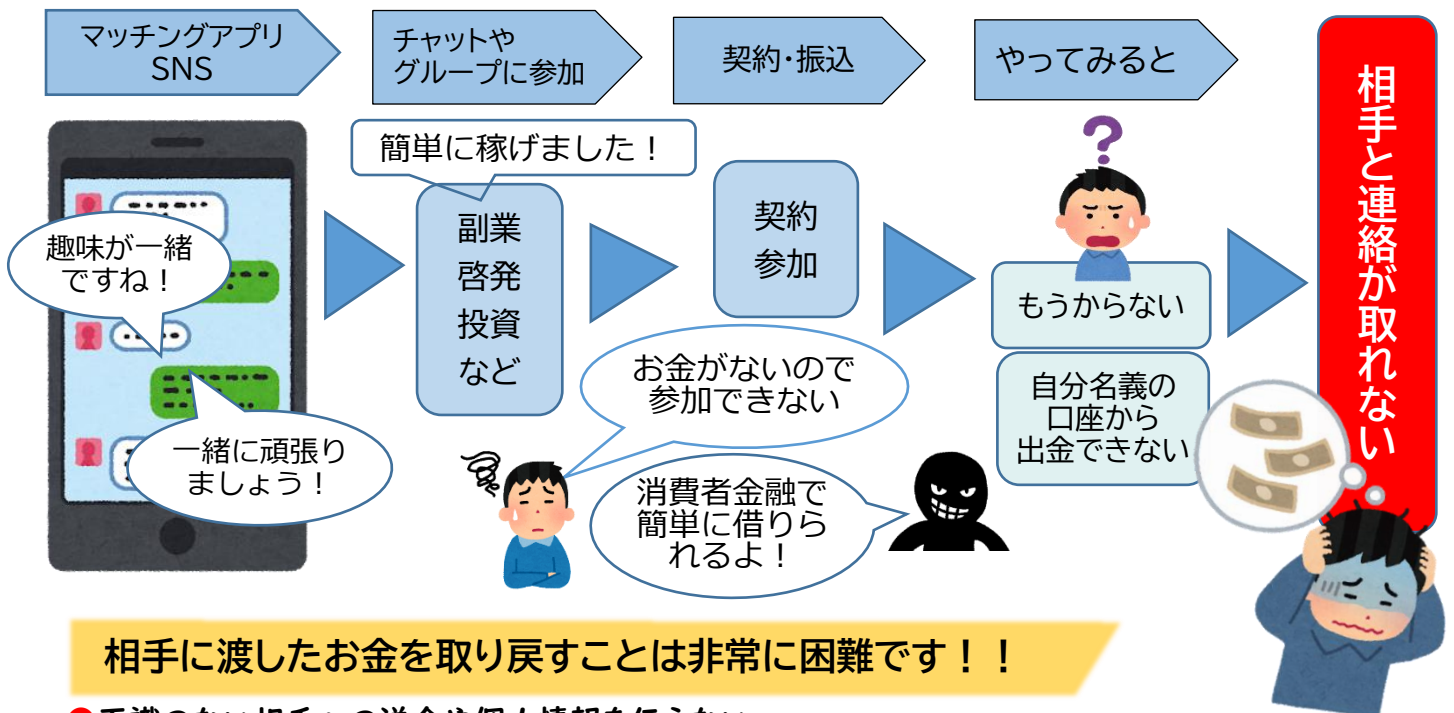 マッチングアプリ
SNS
チャットや
グループに参加
契約・振込
やってみると
相手と連絡が取れない
簡単に稼げました！
趣味が一緒
ですね！
一緒に頑張り
ましょう！
副業
啓発
投資
など
契約
参加
お金がないので
参加できない
消費者金融で
簡単に借りら
れるよ！
?
もうからない
自分名義の
口座から
出金できない
相手に渡したお金を取り戻すことは非常に困難です！！